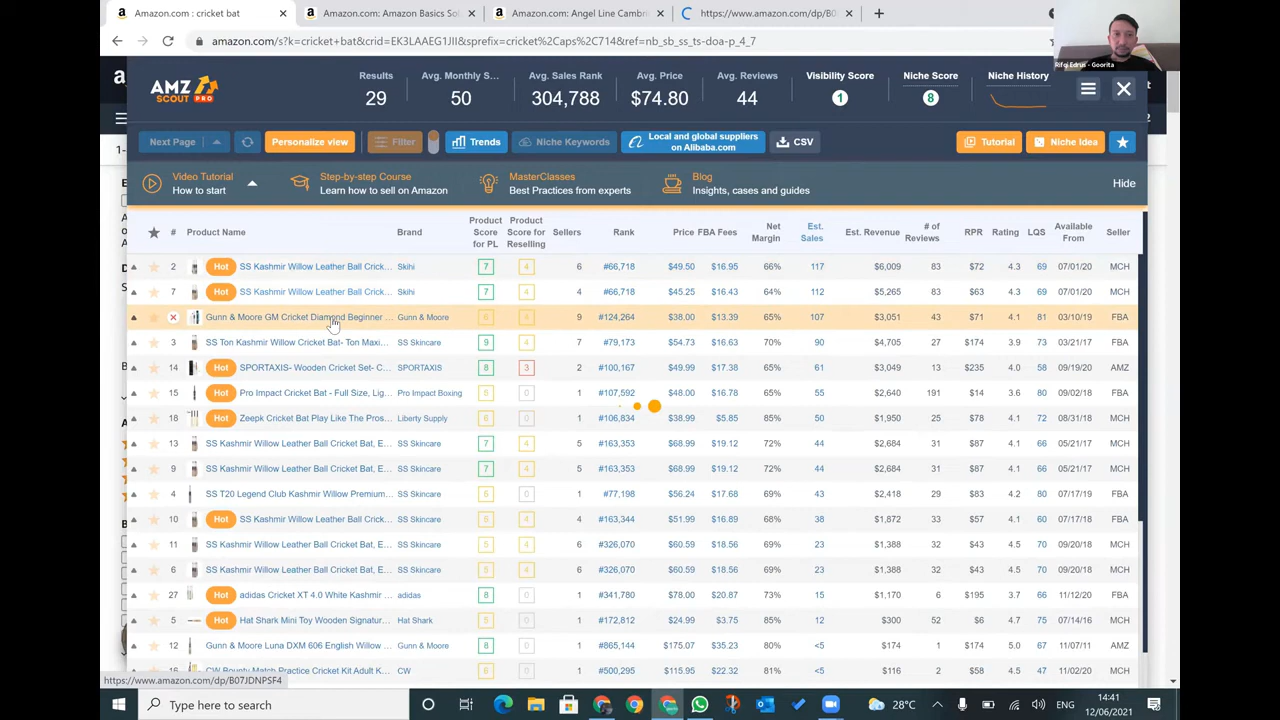 Amazon.com : cricket bat
Amazon.com: Amazon Basics Sof
Amazon.com: Angel Line Cambri
https://www.amazon.com/dp/B0
amazon.com/s?k=cricket+bat&crid=EK3LAAEG1JII&sprefix=cricket%2Caps%2C714&ref=nb_sb_ss_ts-doa-p_4_7
Rifqi Edrus - Goorita
AMZ
SCOUT PRO
Results
29
Avg. Monthly S...
50
Avg. Sales Rank
304,788
Avg. Price
$74.80
Avg. Reviews
44
Visibility Score
1
Niche Score
8
Niche History
Next Page
Personalize view
Filter
Trends
Niche Keywords
Local and global suppliers
on Alibaba.com
CSV
Tutorial
Niche Idea
Video Tutorial
How to start
Step-by-step Course
Learn how to sell on Amazon
MasterClasses
Best Practices from experts
Blog
Insights, cases and guides
Hide
# Product Name Brand Product Score for PL Product Score for Reselling Sellers Rank Price FBA Fees Net Margin Est. Sales Est. Revenue # of Reviews RPR Rating LQS Available From Seller
2 Hot SS Kashmir Willow Leather Ball Crick... Skihi 7 4 6 #66,718 $49.50 $16.95 66% 117 $6,009 83 $72 4.3 69 07/01/20 MCH
7 Hot SS Kashmir Willow Leather Ball Crick... Skihi 7 4 4 #66,718 $45.25 $16.43 64% 112 $5,265 83 $63 4.3 69 07/01/20 MCH
Gunn & Moore GM Cricket Diamond Beginner ... Gunn & Moore 9 #124,264 $38.00 $13.39 65% 107 $3,051 43 $71 4.1 81 03/10/19 FBA
3 SS Ton Kashmir Willow Cricket Bat- Ton Maxi... SS Skincare 9 4 7 #79,173 $54.73 $16.63 70% 90 $4,709 27 $174 3.9 73 03/21/17 FBA
14 Hot SPORTAXIS- Wooden Cricket Set- C... SPORTAXIS 8 3 2 #100,167 $49.99 $17.38 65% 61 $3,049 13 $235 4.0 58 09/19/20 AMZ
15 Hot Pro Impact Cricket Bat - Full Size, Lig... Pro Impact Boxing 0 1 #107,592 $48.00 $16.78 65% 55 $2,640 191 $14 3.6 80 09/02/18 FBA
18 Hot Zeepk Cricket Bat Play Like The Pros... Liberty Supply 0 1 #106,834 $38.99 $5.85 85% 50 $1,950 25 $78 4.1 72 08/31/18 MCH
13 SS Kashmir Willow Leather Ball Cricket Bat, E... SS Skincare 7 4 5 #163,353 $68.99 $19.12 72% 44 $2,684 31 $87 4.1 66 05/21/17 MCH
9 SS Kashmir Willow Leather Ball Cricket Bat, E... SS Skincare 7 4 5 #163,353 $68.99 $19.12 72% 44 $2,684 31 $87 4.1 66 05/21/17 MCH
4 SS T20 Legend Club Kashmir Willow Premium... SS Skincare 0 1 #77,198 $56.24 $17.68 69% 43 $2,418 29 $83 4.2 80 07/17/19 FBA
10 Hot SS Kashmir Willow Leather Ball Crick... SS Skincare 4 4 #163,344 $51.99 $16.89 68% 38 $1,872 33 $57 4.1 60 07/17/18 FBA
11 SS Kashmir Willow Leather Ball Cricket Bat, E... SS Skincare 4 6 #326,070 $60.59 $18.56 69% 23 $1,388 32 $43 4.5 70 09/20/18 MCH
6 SS Kashmir Willow Leather Ball Cricket Bat, E... SS Skincare 4 6 #326,070 $60.59 $18.56 69% 23 $1,388 32 $43 4.5 70 09/20/18 MCH
27 Hot adidas Cricket XT 4.0 White Kashmir ... adidas 8 0 1 #341,780 $78.00 $20.87 73% 15 $1,170 6 $195 3.7 66 11/12/20 FBA
5 Hot Hat Shark Mini Toy Wooden Signatur... Hat Shark 0 1 #172,812 $24.99 $3.75 85% 12 $300 52 $6 4.7 75 07/14/16 MCH
12 Gunn & Moore Luna DXM 606 English Willow ... Gunn & Moore 8 0 1 #865,144 $175.07 $35.23 80% <5 $174 1 $174 5.0 67 11/07/11 AMZ
16 CW Bounty Match Practice Cricket Kit Adult K... CW 0 1 #500,295 $115.95 $22.32 81% <5 $116 2 $58 4.5 47 11/02/20 MCH
https://www.amazon.com/dp/B07JDNPSF4
Type here to search
28°C
ENG
14:41
12/06/2021